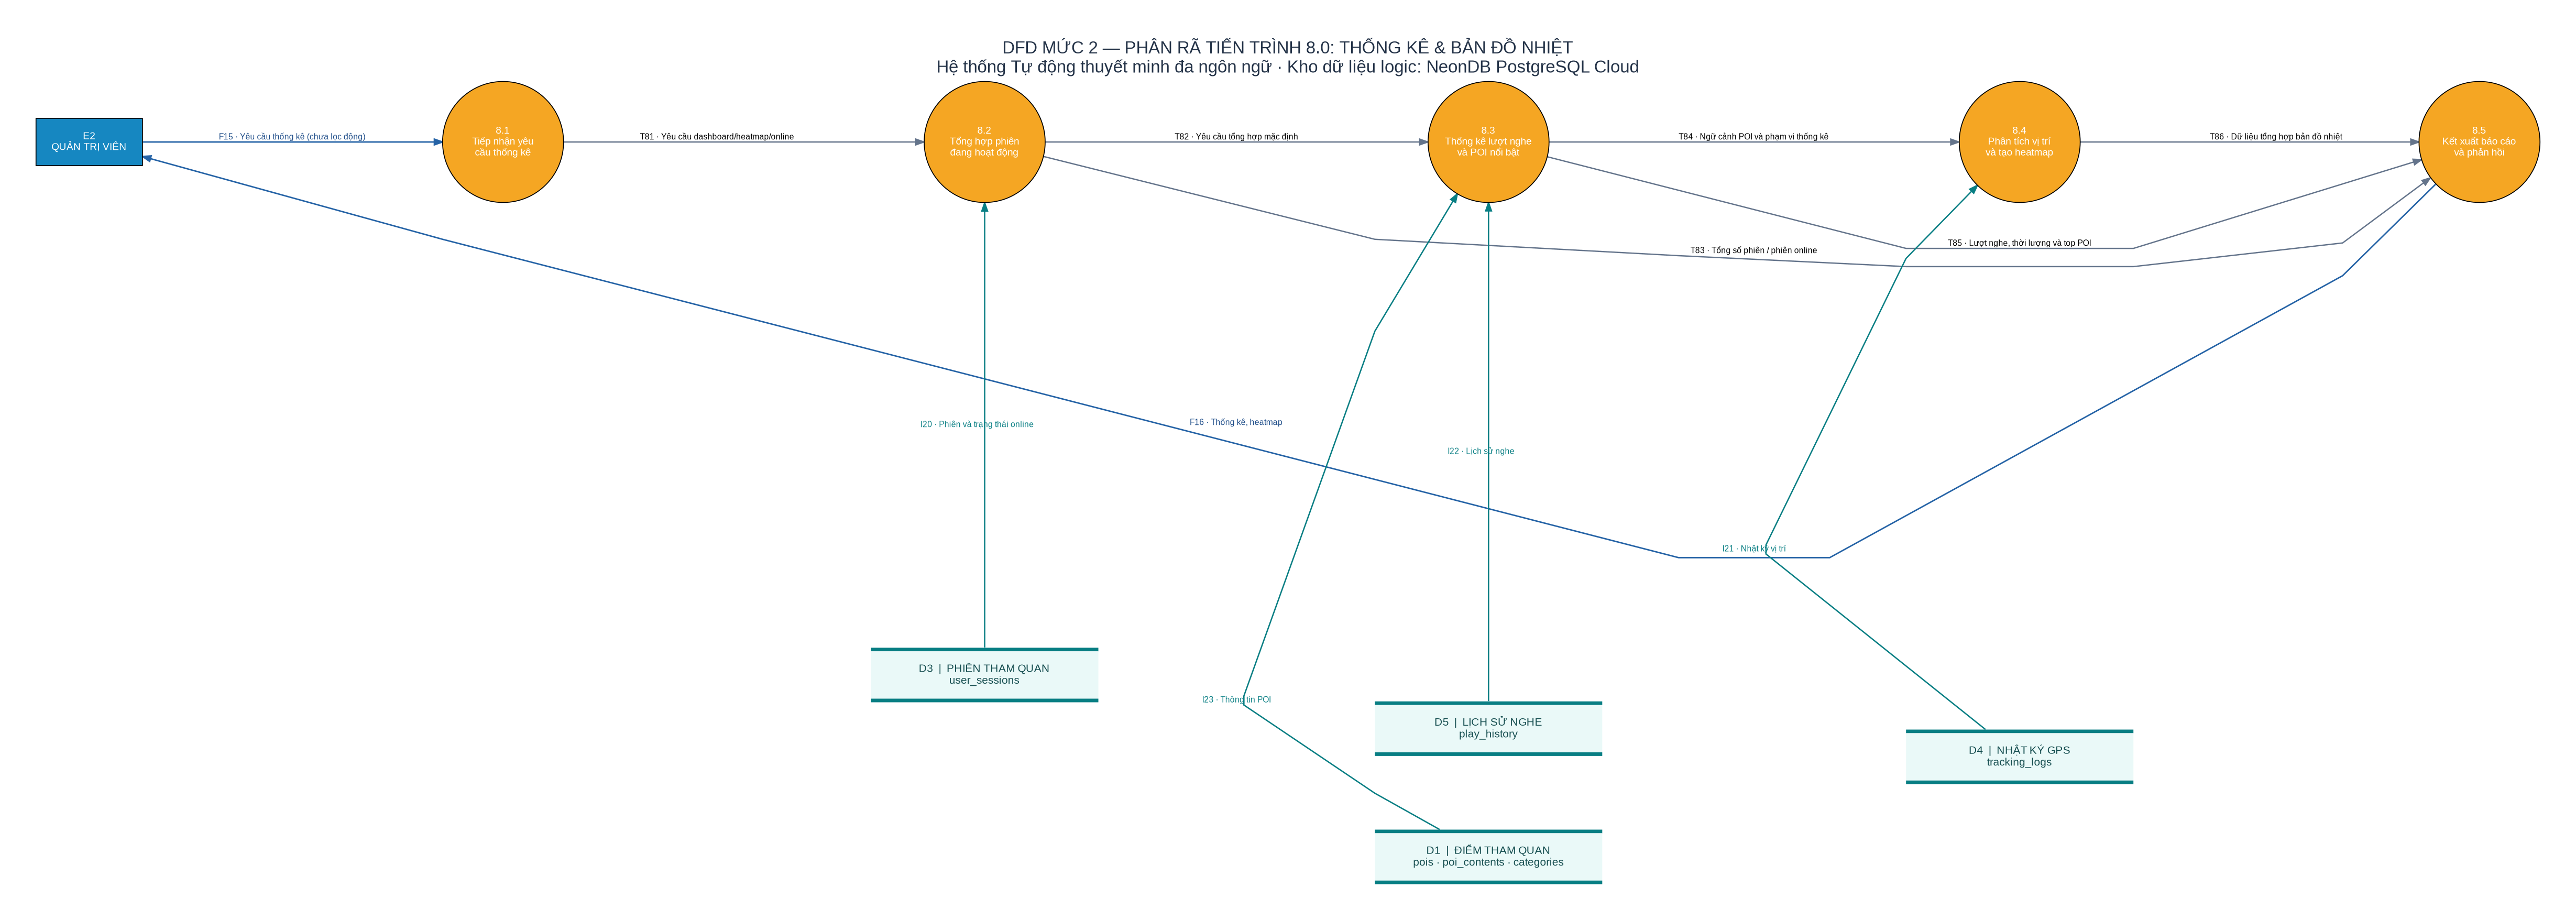 DFD MỨC 2 — PHÂN RÃ TIẾN TRÌNH 8.0: THỐNG KÊ & BẢN ĐỒ NHIỆT
Hệ thống Tự động thuyết minh đa ngôn ngữ · Kho dữ liệu logic: NeonDB PostgreSQL Cloud
E2
QUẢN TRỊ VIÊN
F15 · Yêu cầu thống kê (chưa lọc động)
8.1
Tiếp nhận yêu
cầu thống kê
T81 · Yêu cầu dashboard/heatmap/online
8.2
Tổng hợp phiên
đang hoạt động
T82 · Yêu cầu tổng hợp mặc định
8.3
Thống kê lượt nghe
và POI nổi bật
T84 · Ngữ cảnh POI và phạm vi thống kê
8.4
Phân tích vị trí
và tạo heatmap
T86 · Dữ liệu tổng hợp bản đồ nhiệt
8.5
Kết xuất báo cáo
và phản hồi
T85 · Lượt nghe, thời lượng và top POI
T83 · Tổng số phiên / phiên online
I20 · Phiên và trạng thái online
F16 · Thống kê, heatmap
I22 · Lịch sử nghe
I21 · Nhật ký vị trí
I23 · Thông tin POI
D3 | PHIÊN THAM QUAN
user_sessions
D5 | LỊCH SỬ NGHE
play_history
D4 | NHẬT KÝ GPS
tracking_logs
D1 | ĐIỂM THAM QUAN
pois · poi_contents · categories